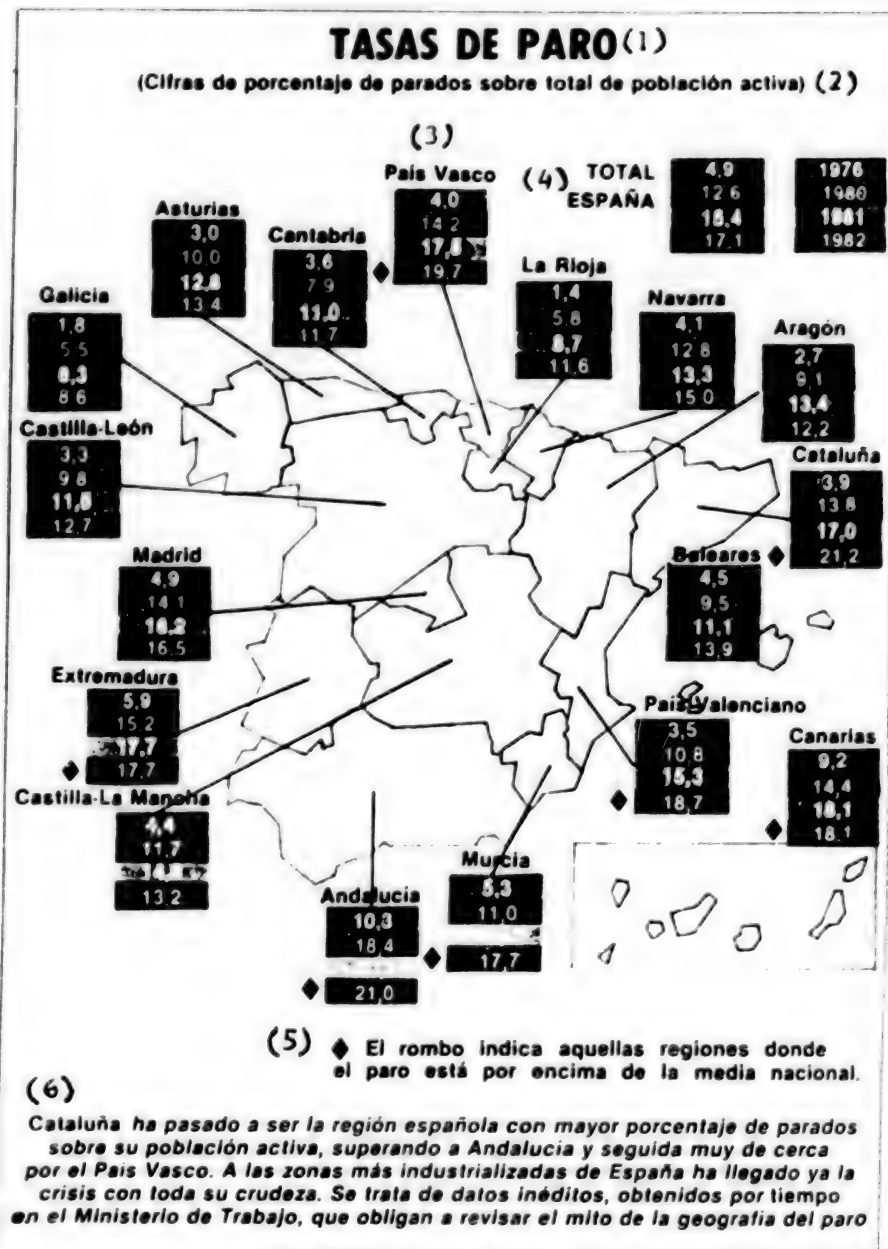 TASAS DE PARO (1)
(Cifras de porcentaje de parados sobre total de población activa) (2)
(3)
País Vasco
4,0
14,2
17,5
19,7
(4) TOTAL ESPAÑA
4,9 1976
12,6 1980
15,4 1981
17,1 1982
Asturias
3,0
10,0
12,8
13,4
Cantabria
3,6
7,9
11,0
11,7
La Rioja
1,4
5,8
8,7
11,6
Navarra
4,1
12,8
13,3
15,0
Galicia
1,8
5,5
8,3
8,6
Aragón
2,7
9,1
13,4
12,2
Castilla-León
3,3
9,8
11,5
12,7
Cataluña
3,9
13,8
17,0
21,2
Madrid
4,9
14,1
16,2
16,5
Baleares
4,5
9,5
11,1
13,9
Extremadura
5,9
15,2
17,7
17,7
País Valenciano
3,5
10,8
15,3
18,7
Canarias
9,2
14,4
18,1
18,1
Castilla-La Mancha
4,4
11,7
13,2
Andalucía
10,3
18,4
21,0
Murcia
5,3
11,0
17,7
(5) ◆ El rombo indica aquellas regiones donde
el paro está por encima de la media nacional.
(6)
Cataluña ha pasado a ser la región española con mayor porcentaje de parados
sobre su población activa, superando a Andalucía y seguida muy de cerca
por el País Vasco. A las zonas más industrializadas de España ha llegado ya la
crisis con toda su crudeza. Se trata de datos inéditos, obtenidos por tiempo
en el Ministerio de Trabajo, que obligan a revisar el mito de la geografía del paro